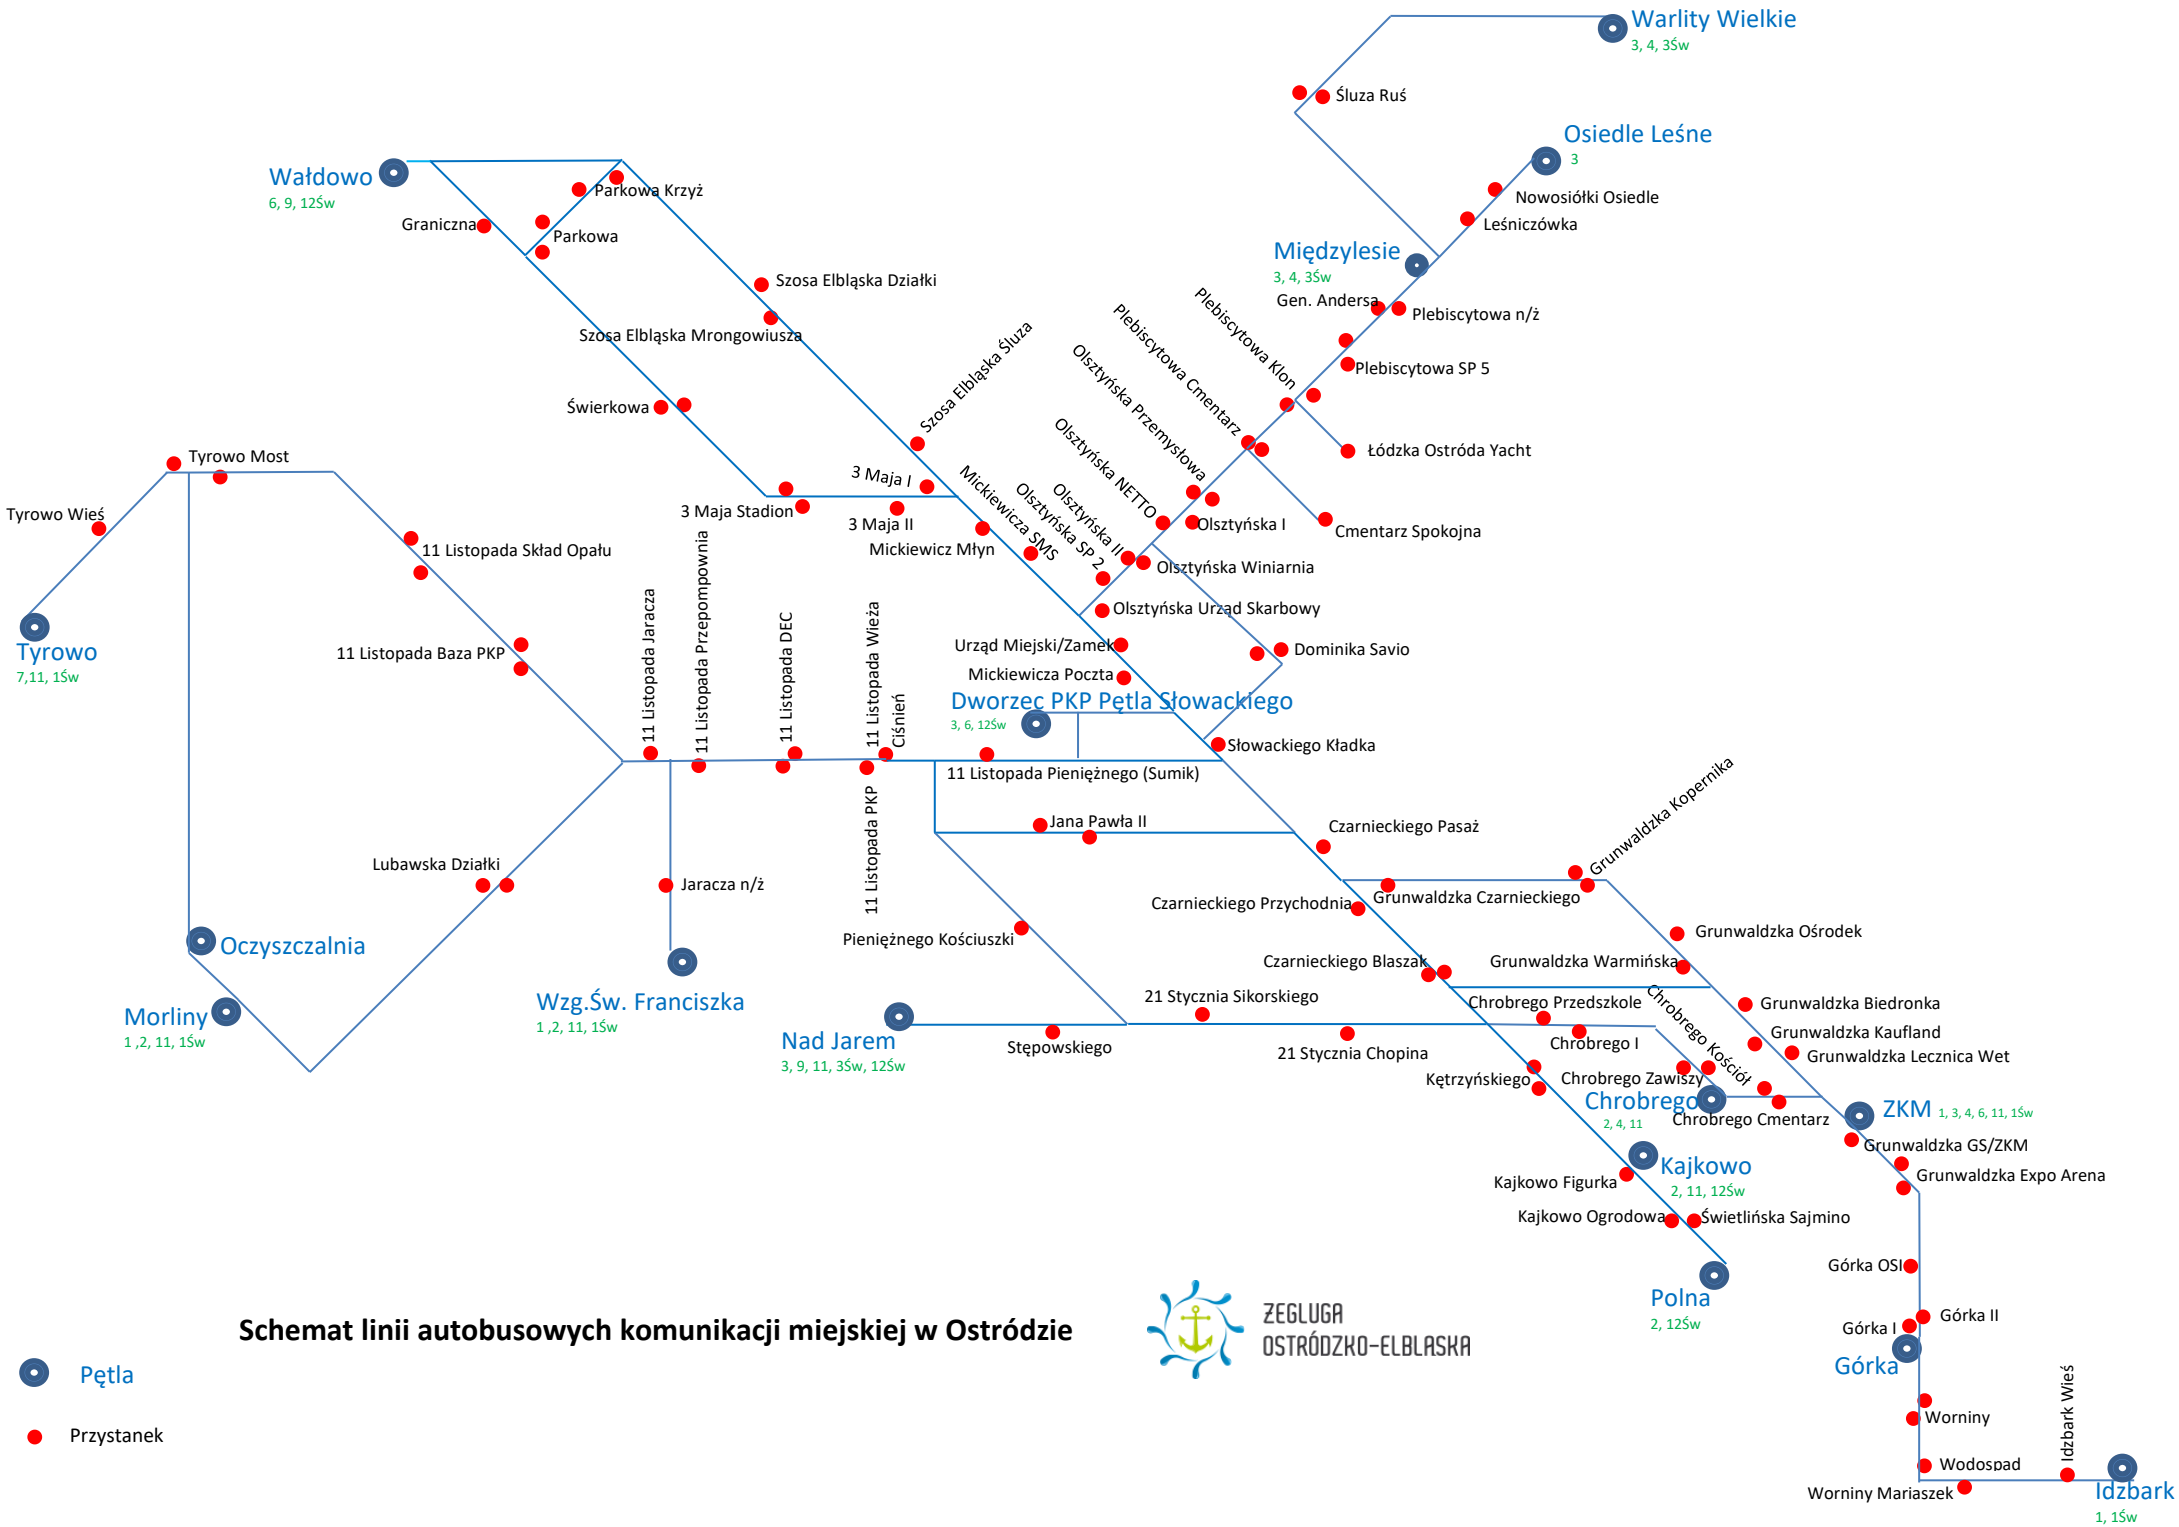 Warlity Wielkie
3, 4, 3Św
Śluza Ruś
Osiedle Leśne
3
Wałdowo
6, 9, 12Św
Parkowa Krzyż
Nowosiółki Osiedle
Graniczna
Parkowa
Leśniczówka
Międzylesie
3, 4, 3Św
Szosa Elbląska Działki
Gen. Andersa
Plebiscytowa n/ż
Szosa Elbląska Mrongowiusza
Szosa Elbląska Śluza
Plebiscytowa Klon
Plebiscytowa Cmentarz
Olsztyńska Przemysłowa
Olsztyńska NETTO
Plebiscytowa SP 5
Świerkowa
Łódzka Ostróda Yacht
Tyrowo Most
3 Maja I
Mickiewicza SMS
Olsztyńska SP 2
Olsztyńska II
Tyrowo Wieś
3 Maja Stadion
3 Maja II
Olsztyńska I
Cmentarz Spokojna
11 Listopada Skład Opału
Mickiewicz Młyn
Olsztyńska Winiarnia
Olsztyńska Urząd Skarbowy
Tyrowo
7,11, 1Św
11 Listopada Baza PKP
11 Listopada Jaracza
11 Listopada Przepompownia
11 Listopada DEC
11 Listopada Wieża
Ciśnień
Urząd Miejski/Zamek
Dominika Savio
Mickiewicza Poczta
Dworzec PKP Pętla Słowackiego
3, 6, 12Św
Słowackiego Kładka
11 Listopada Pieniężnego (Sumik)
11 Listopada PKP
Jana Pawła II
Czarnieckiego Pasaż
Grunwaldzka Kopernika
Lubawska Działki
Jaracza n/ż
Czarnieckiego Przychodnia
Grunwaldzka Czarnieckiego
Oczyszczalnia
Pieniężnego Kościuszki
Grunwaldzka Ośrodek
Czarnieckiego Blaszak
Grunwaldzka Warmińska
Wzg.Św. Franciszka
1 ,2, 11, 1Św
21 Stycznia Sikorskiego
Chrobrego Przedszkole
Chrobrego Kościół
Grunwaldzka Biedronka
Morliny
1 ,2, 11, 1Św
Nad Jarem
3, 9, 11, 3Św, 12Św
Stępowskiego
21 Stycznia Chopina
Chrobrego I
Grunwaldzka Kaufland
Grunwaldzka Lecznica Wet
Kętrzyńskiego
Chrobrego Zawiszy
Chrobrego
2, 4, 11
Chrobrego Cmentarz
ZKM 1, 3, 4, 6, 11, 1Św
Grunwaldzka GS/ZKM
Kajkowo
2, 11, 12Św
Kajkowo Figurka
Grunwaldzka Expo Arena
Kajkowo Ogrodowa
Świetlińska Sajmino
Górka OSI
Polna
2, 12Św
Górka II
Górka I
Górka
Schemat linii autobusowych komunikacji miejskiej w Ostródzie
ŻEGLUGA
OSTRÓDZKO-ELBLASKA
Pętla
Przystanek
Worniny
Idzbark Wieś
Wodospad
Worniny Mariaszek
Idzbark
1, 1Św